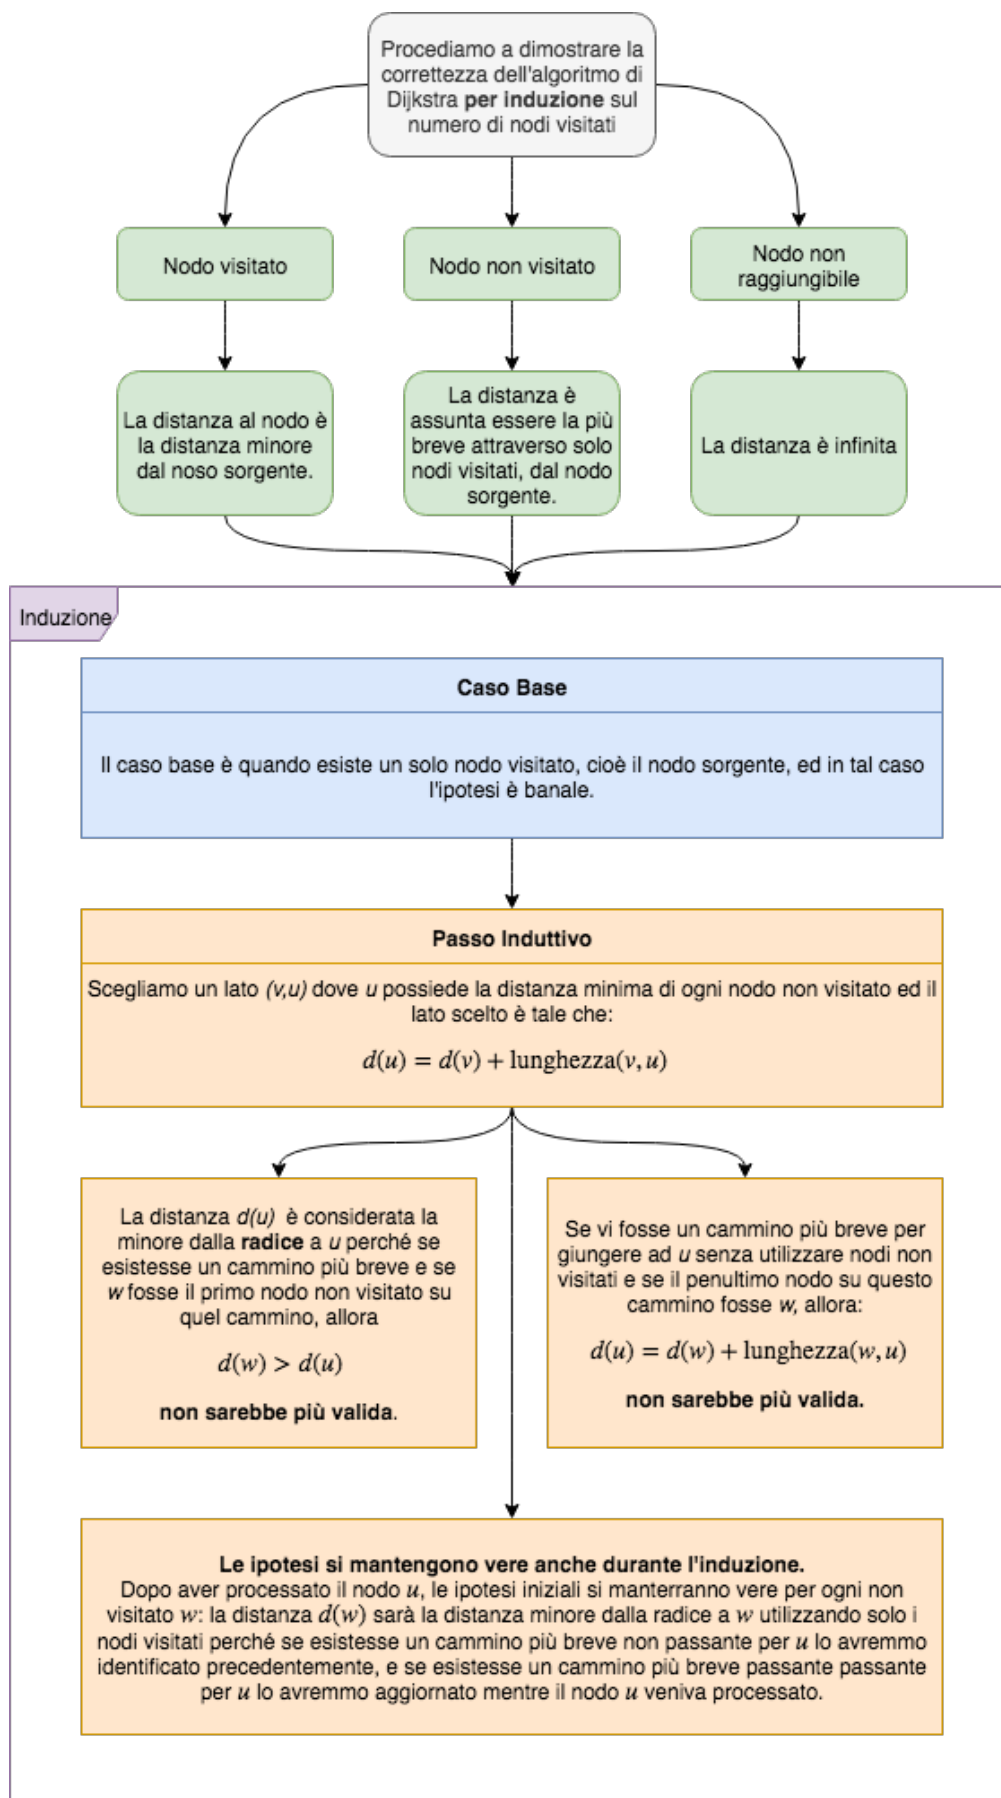 Procediamo a dimostrare la
correttezza dell'algoritmo di
Dijkstra per induzione sul
numero di nodi visitati
Nodo visitato
Nodo non visitato
Nodo non
raggiungibile
La distanza al nodo è
la distanza minore
dal noso sorgente.
La distanza è
assunta essere la più
breve attraverso solo
nodi visitati, dal nodo
sorgente.
La distanza è infinita
Induzione
Caso Base
Il caso base è quando esiste un solo nodo visitato, cioè il nodo sorgente, ed in tal caso
l'ipotesi è banale.
Passo Induttivo
Scegliamo un lato (v,u) dove u possiede la distanza minima di ogni nodo non visitato ed il
lato scelto è tale che:
d(u) = d(v) + lunghezza(v, u)
La distanza d(u) è considerata la
minore dalla radice a u perché se
esistesse un cammino più breve e se
w fosse il primo nodo non visitato su
quel cammino, allora
d(w) > d(u)
non sarebbe più valida.
Se vi fosse un cammino più breve per
giungere ad u senza utilizzare nodi non
visitati e se il penultimo nodo su questo
cammino fosse w, allora:
d(u) = d(w) + lunghezza(w, u)
non sarebbe più valida.
Le ipotesi si mantengono vere anche durante l'induzione.
Dopo aver processato il nodo u, le ipotesi iniziali si manterranno vere per ogni non
visitato w: la distanza d(w) sarà la distanza minore dalla radice a w utilizzando solo i
nodi visitati perché se esistesse un cammino più breve non passante per u lo avremmo
identificato precedentemente, e se esistesse un cammino più breve passante passante
per u lo avremmo aggiornato mentre il nodo u veniva processato.